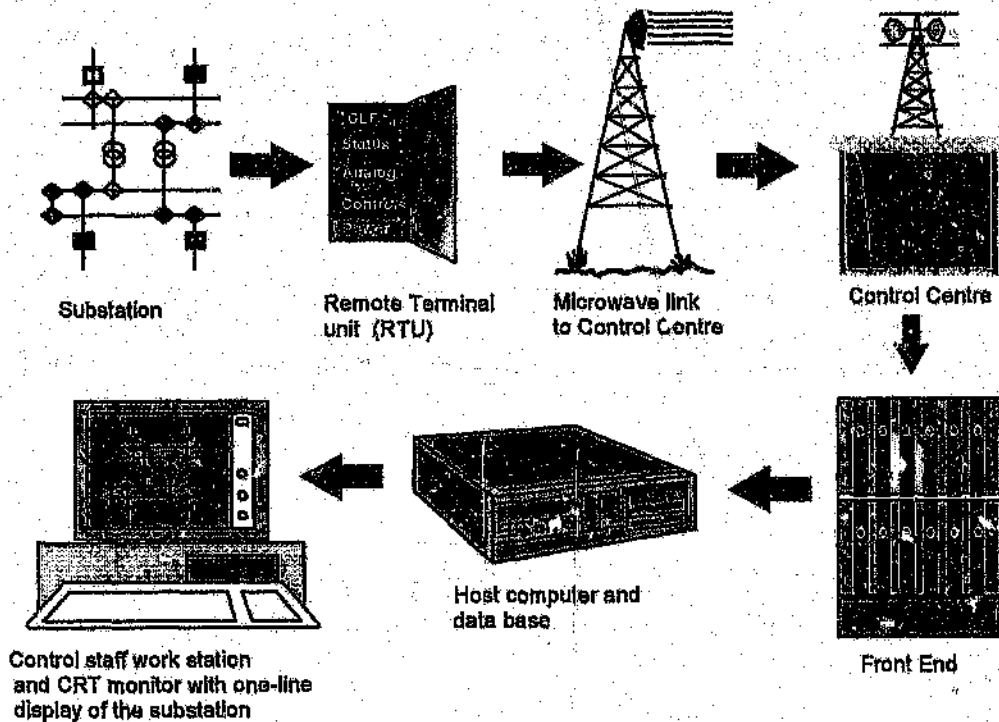 Status
Analog
Control
Substation
Remote Terminal
unit (RTU)
Microwave link
to Control Centre
Control Centre
Control staff work station
and CRT monitor with one-line
display of the substation
Host computer and
data base
Front End